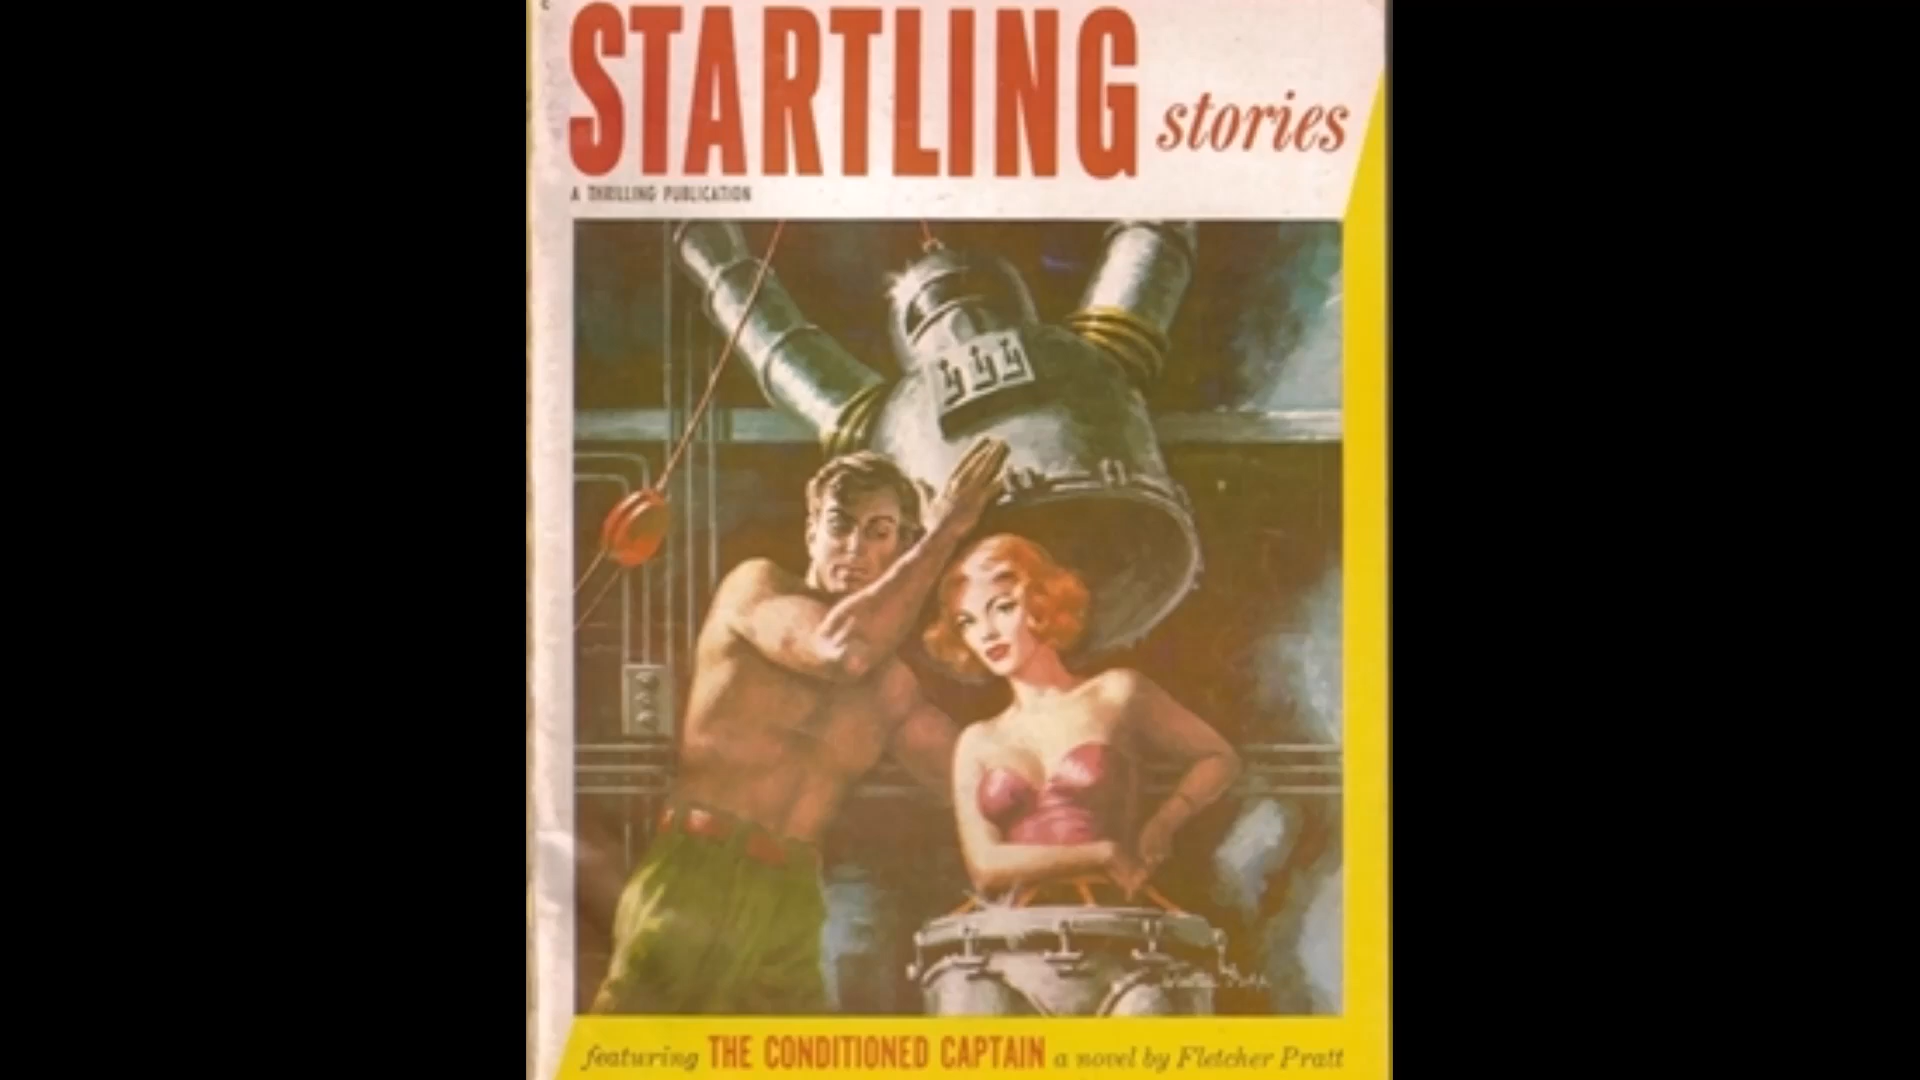 STARTLING stories
A THRILLING PUBLICATION
featuring THE CONDITIONED CAPTAIN a novel by Fletcher Pratt